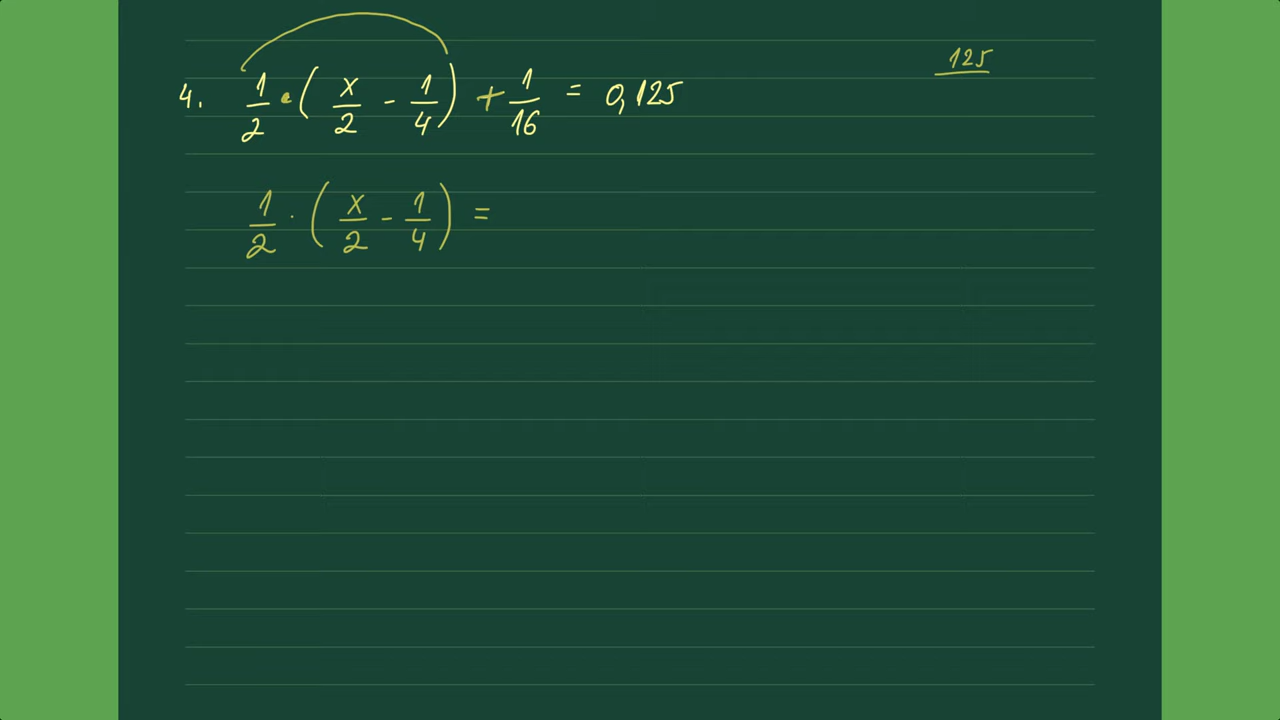 4. 1/2 · (x/2 - 1/4) + 1/16 = 0,125
125
1/2 · (x/2 - 1/4) =